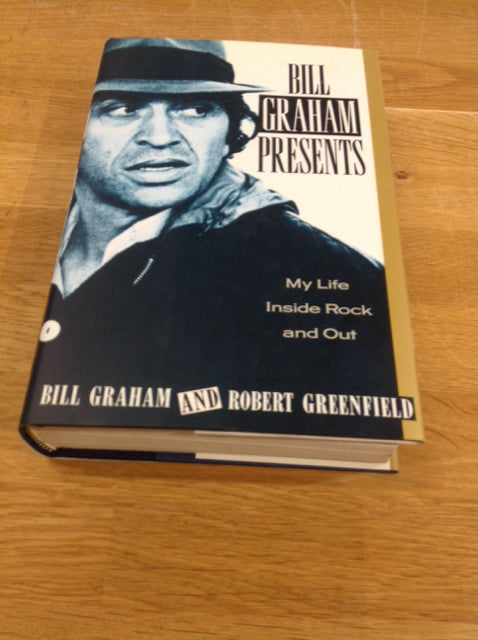 BILL
GRAHAM
PRESENTS
My Life
Inside Rock
and Out
BILL GRAHAM AND ROBERT GREENFIELD